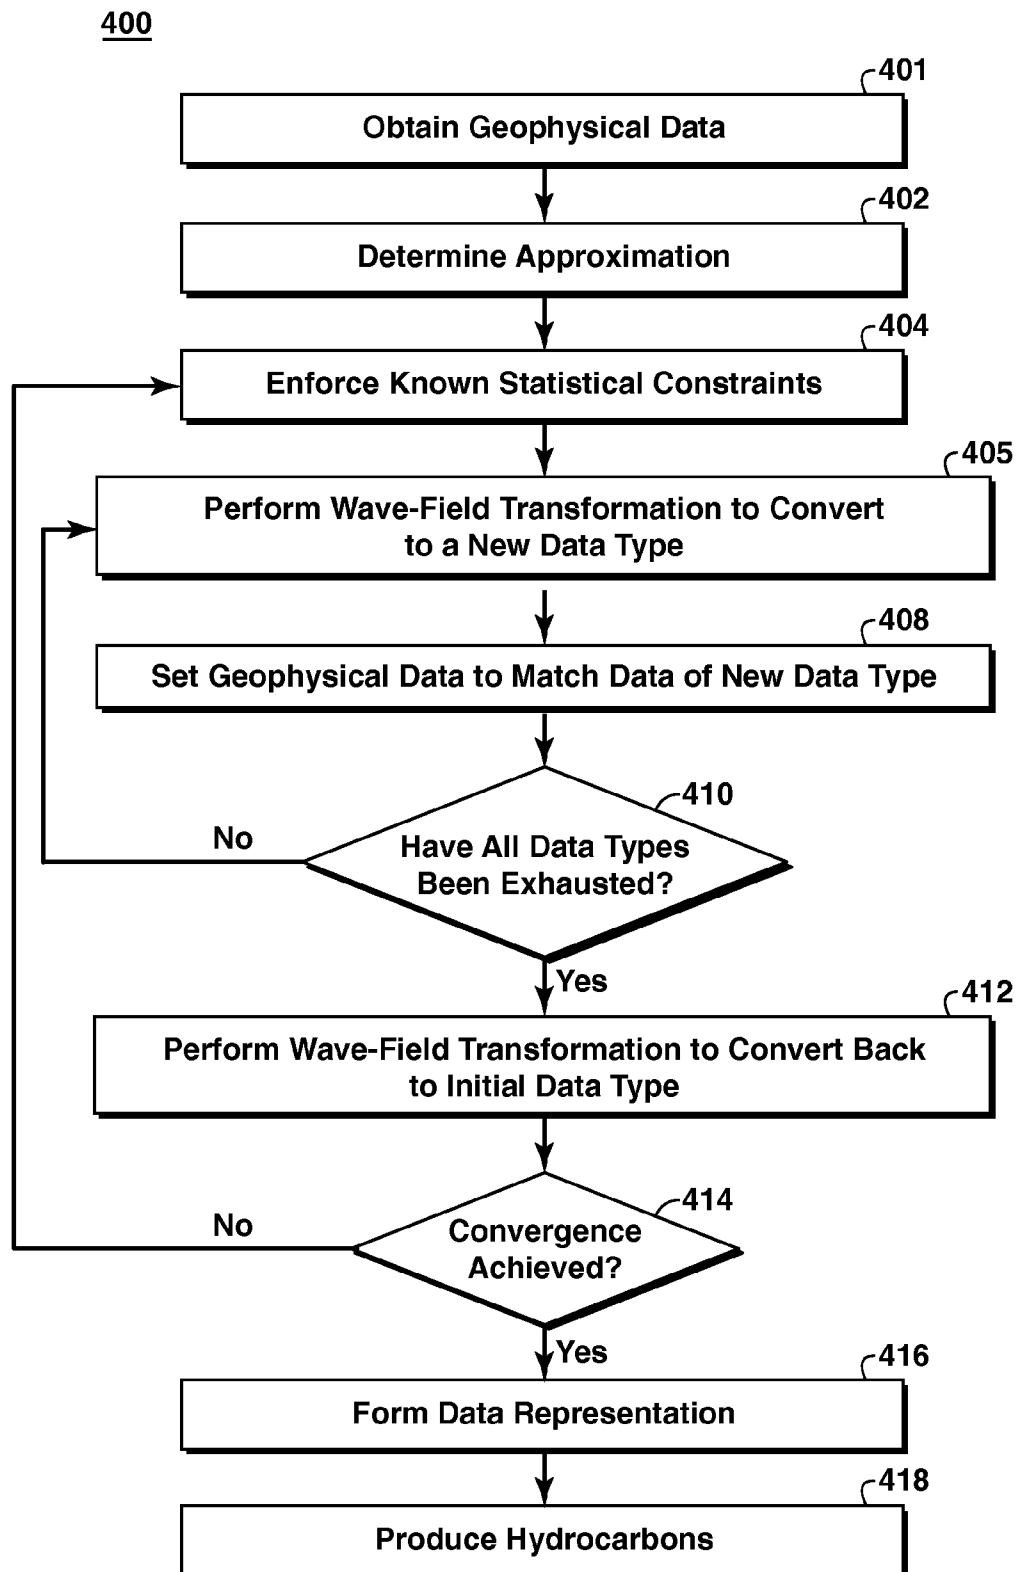 400
401
Obtain Geophysical Data
402
Determine Approximation
404
Enforce Known Statistical Constraints
405
Perform Wave-Field Transformation to Convert
to a New Data Type
408
Set Geophysical Data to Match Data of New Data Type
410
No
Have All Data Types
Been Exhausted?
Yes
412
Perform Wave-Field Transformation to Convert Back
to Initial Data Type
414
No
Convergence
Achieved?
Yes
416
Form Data Representation
418
Produce Hydrocarbons